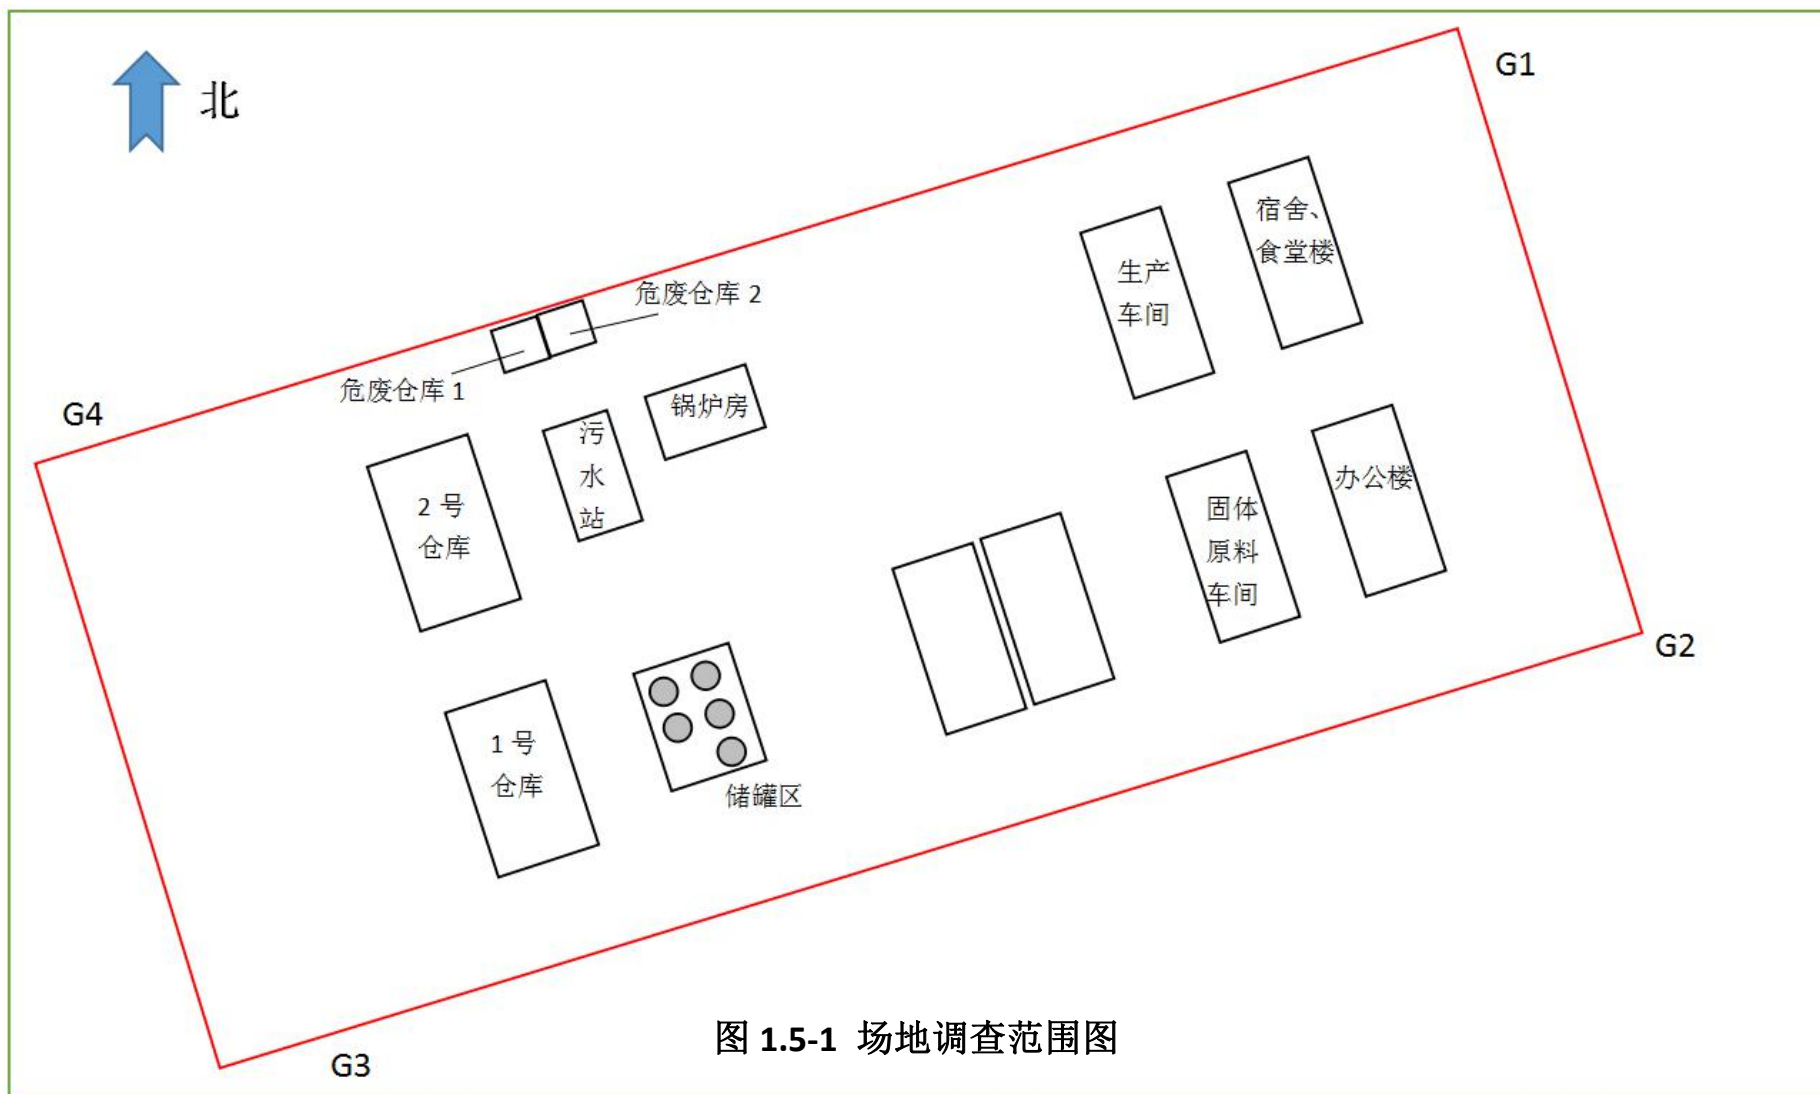 G1
北
宿舍、
食堂楼
生产
车间
危废仓库 2
危废仓库 1
G4
锅炉房
污
水
站
2 号
仓库
办公楼
固体
原料
车间
G2
1 号
仓库
储罐区
图 1.5-1 场地调查范围图
G3